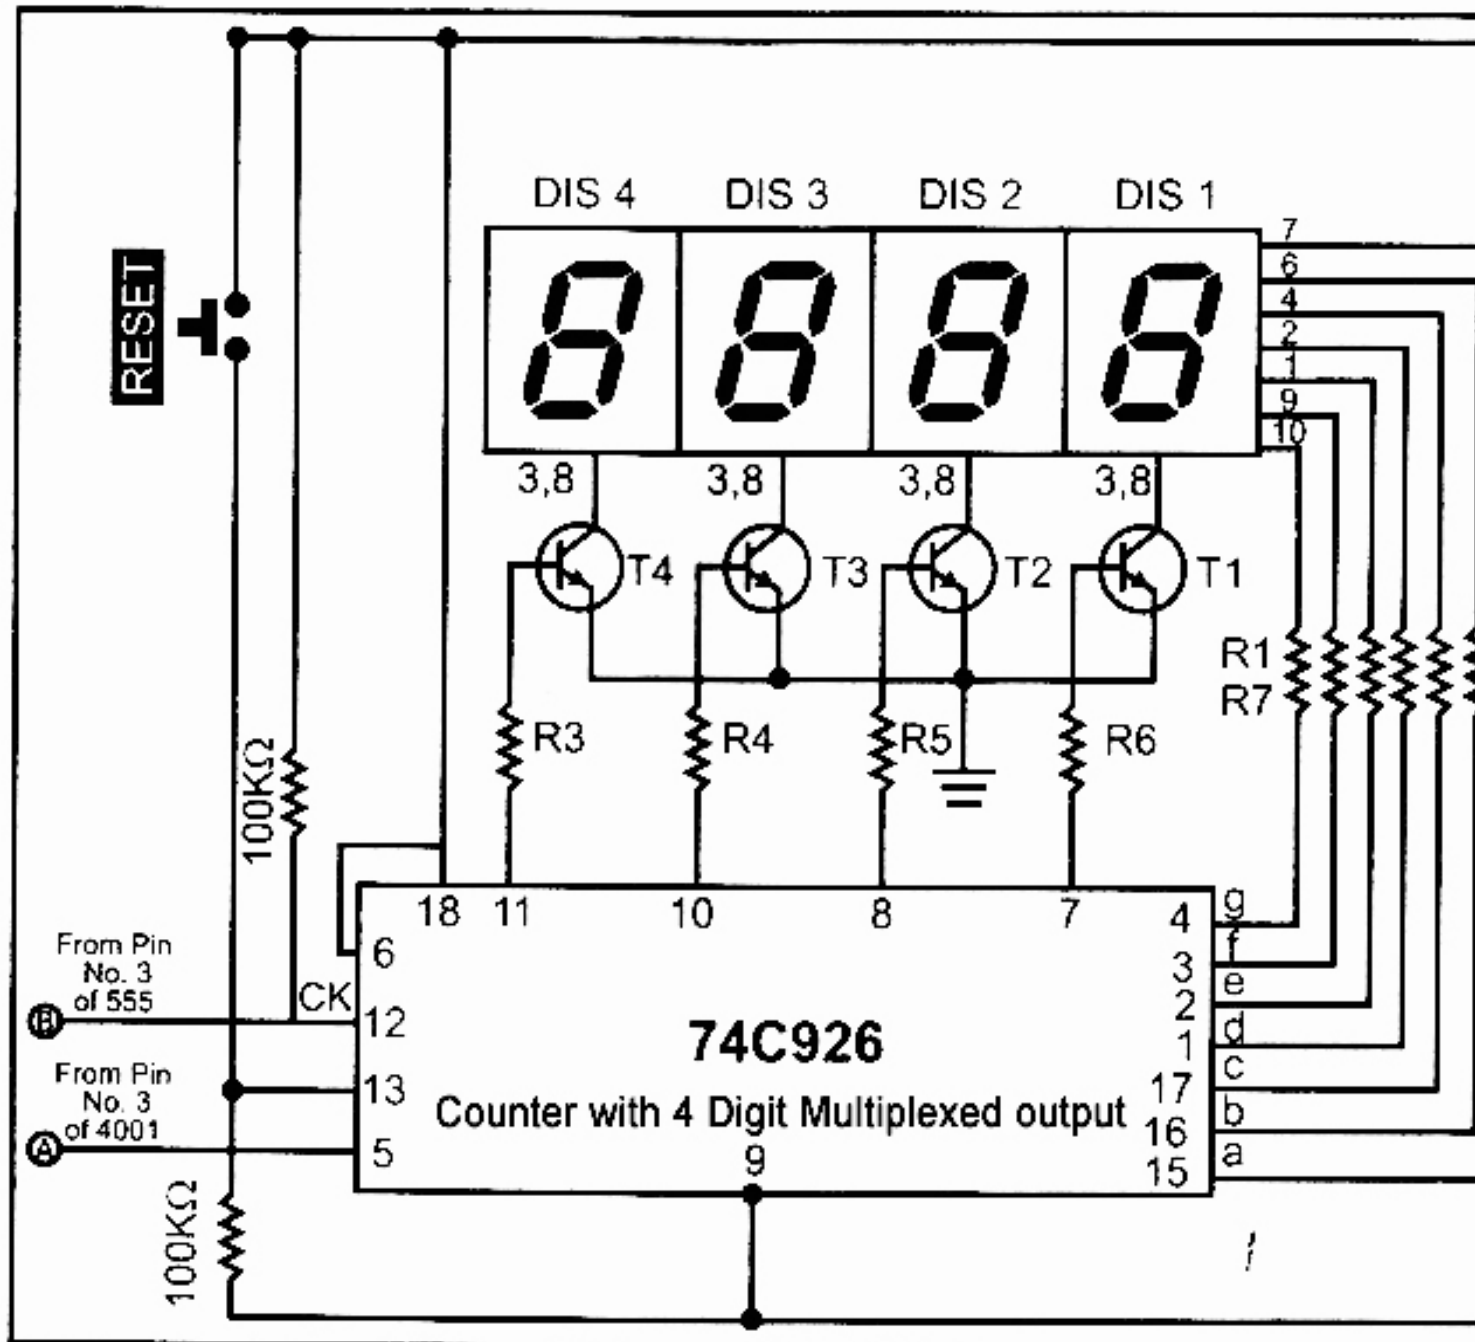 DIS 4 DIS 3 DIS 2 DIS 1
7
6
4
2
1
9
10
RESET
3,8 3,8 3,8 3,8
T4 T3 T2 T1
R1
R7
R3 R4 R5 R6
100KΩ
18 11 10 8 7
4 g
3 f
2 e
1 d
17 c
16 b
15 a
6
From Pin
No. 3
of 555
B
CK
12
From Pin
No. 3
of 4001
A
13
5
74C926
Counter with 4 Digit Multiplexed output
9
100KΩ